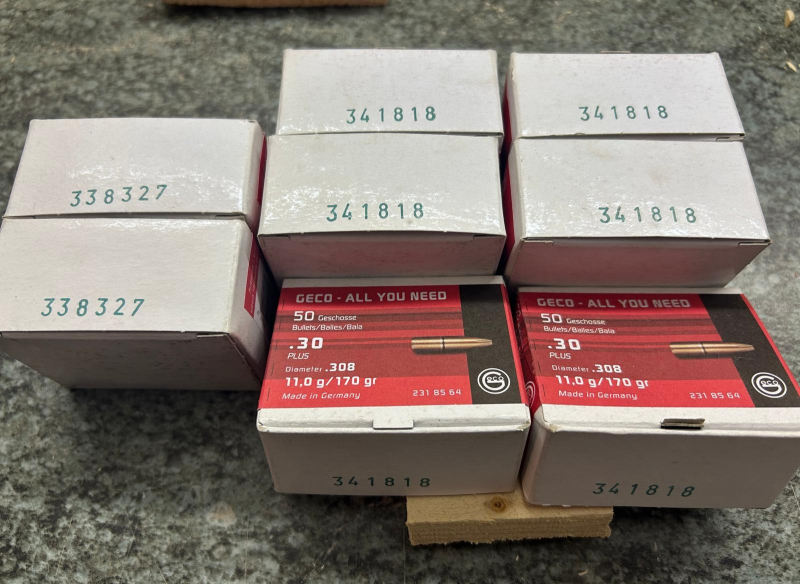 341818
341818
338327
341818
341818
338327
GECO - ALL YOU NEED
50 Geschosse
Bullets/Balles/Bala
.30
PLUS
Diameter .308
11,0 g/170 gr
Made in Germany
231 85 64
GECO
341818
GECO - ALL YOU NEED
50 Geschosse
Bullets/Balles/Bala
.30
PLUS
Diameter .308
11,0 g/170 gr
Made in Germany
231 85 64
GECO
341818